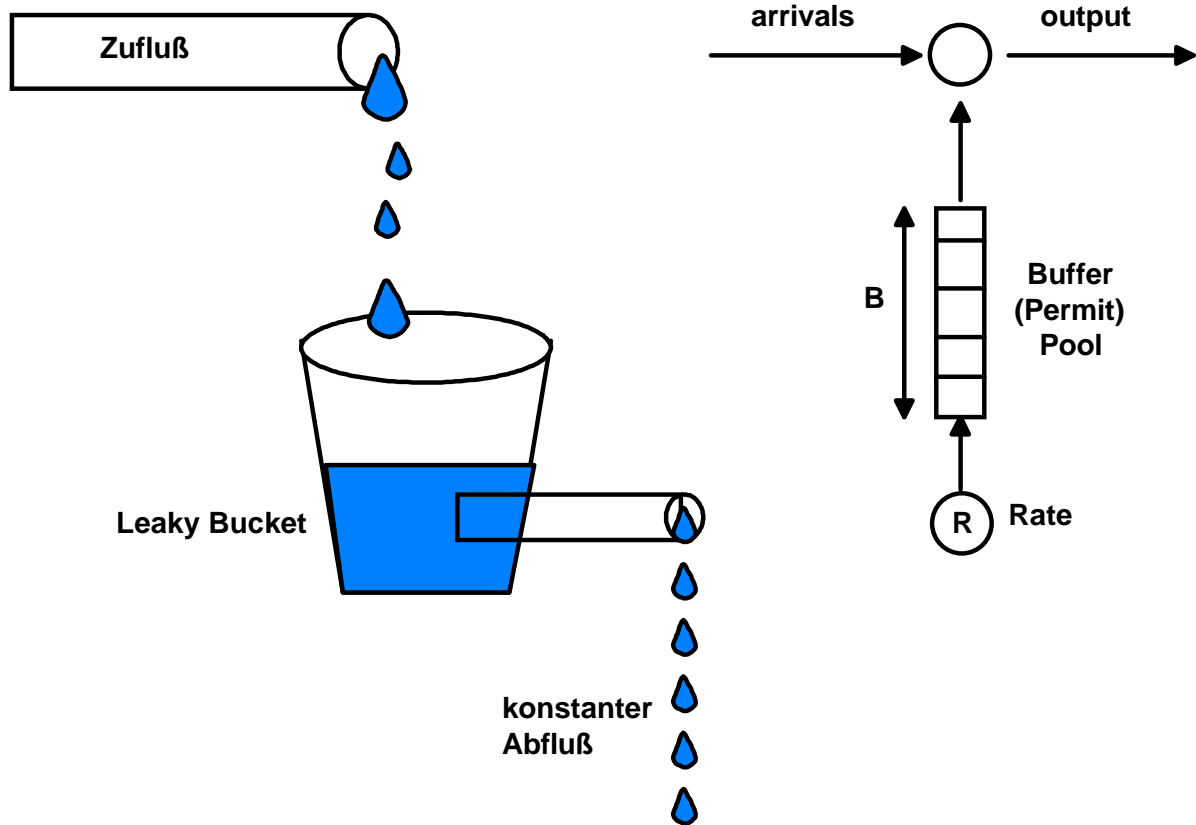 Zufluß
Leaky Bucket
konstanter
Abfluß
arrivals
output
B
Buffer
(Permit)
Pool
R
Rate